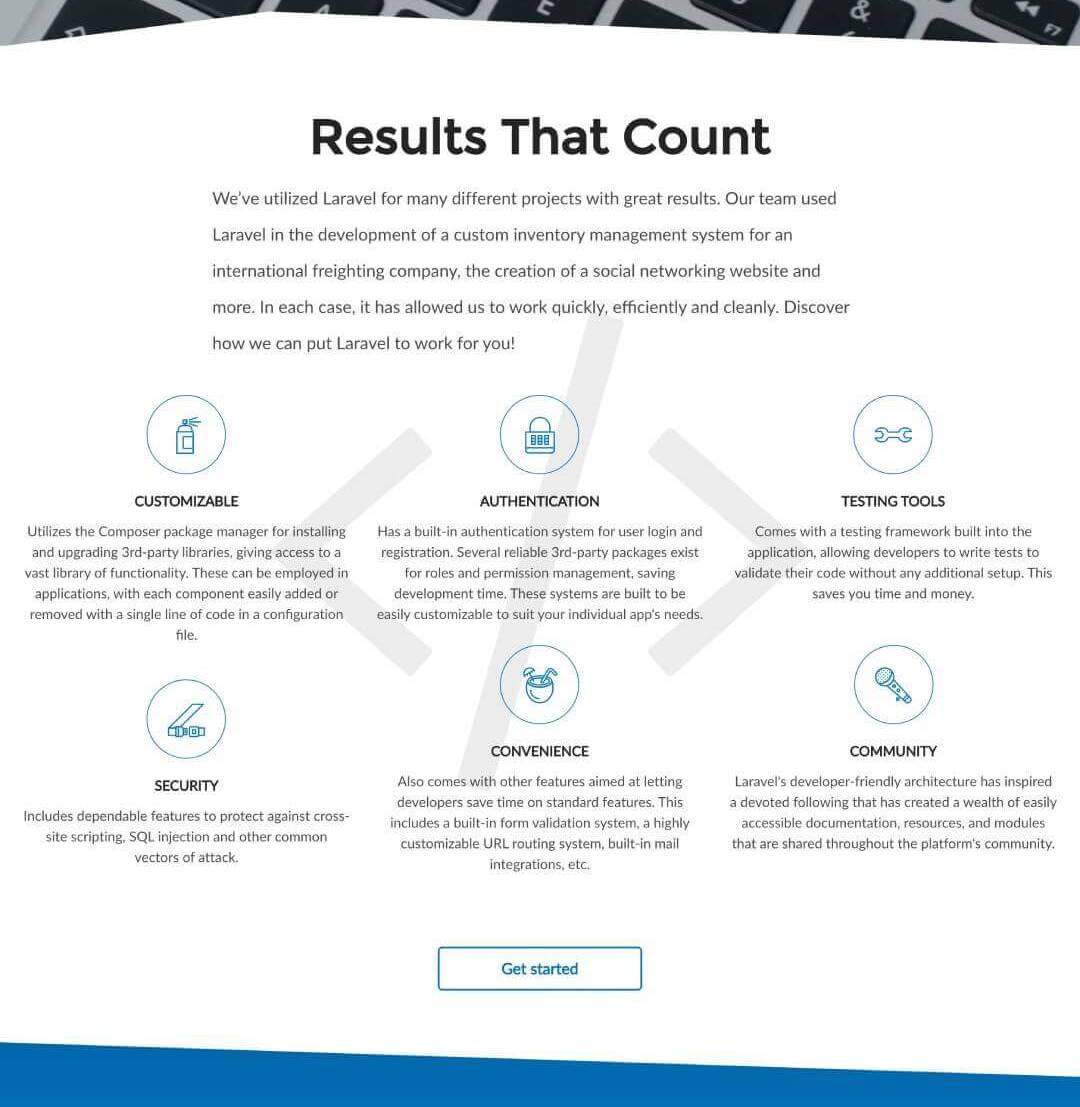 E
&
F7
Results That Count
We've utilized Laravel for many different projects with great results. Our team used
Laravel in the development of a custom inventory management system for an
international freighting company, the creation of a social networking website and
more. In each case, it has allowed us to work quickly, efficiently and cleanly. Discover
how we can put Laravel to work for you!
CUSTOMIZABLE
Utilizes the Composer package manager for installing
and upgrading 3rd-party libraries, giving access to a
vast library of functionality. These can be employed in
applications, with each component easily added or
removed with a single line of code in a configuration
file.
AUTHENTICATION
Has a built-in authentication system for user login and
registration. Several reliable 3rd-party packages exist
for roles and permission management, saving
development time. These systems are built to be
easily customizable to suit your individual app's needs.
TESTING TOOLS
Comes with a testing framework built into the
application, allowing developers to write tests to
validate their code without any additional setup. This
saves you time and money.
SECURITY
Includes dependable features to protect against cross-
site scripting, SQL injection and other common
vectors of attack.
CONVENIENCE
Also comes with other features aimed at letting
developers save time on standard features. This
includes a built-in form validation system, a highly
customizable URL routing system, built-in mail
integrations, etc.
COMMUNITY
Laravel's developer-friendly architecture has inspired
a devoted following that has created a wealth of easily
accessible documentation, resources, and modules
that are shared throughout the platform's community.
Get started